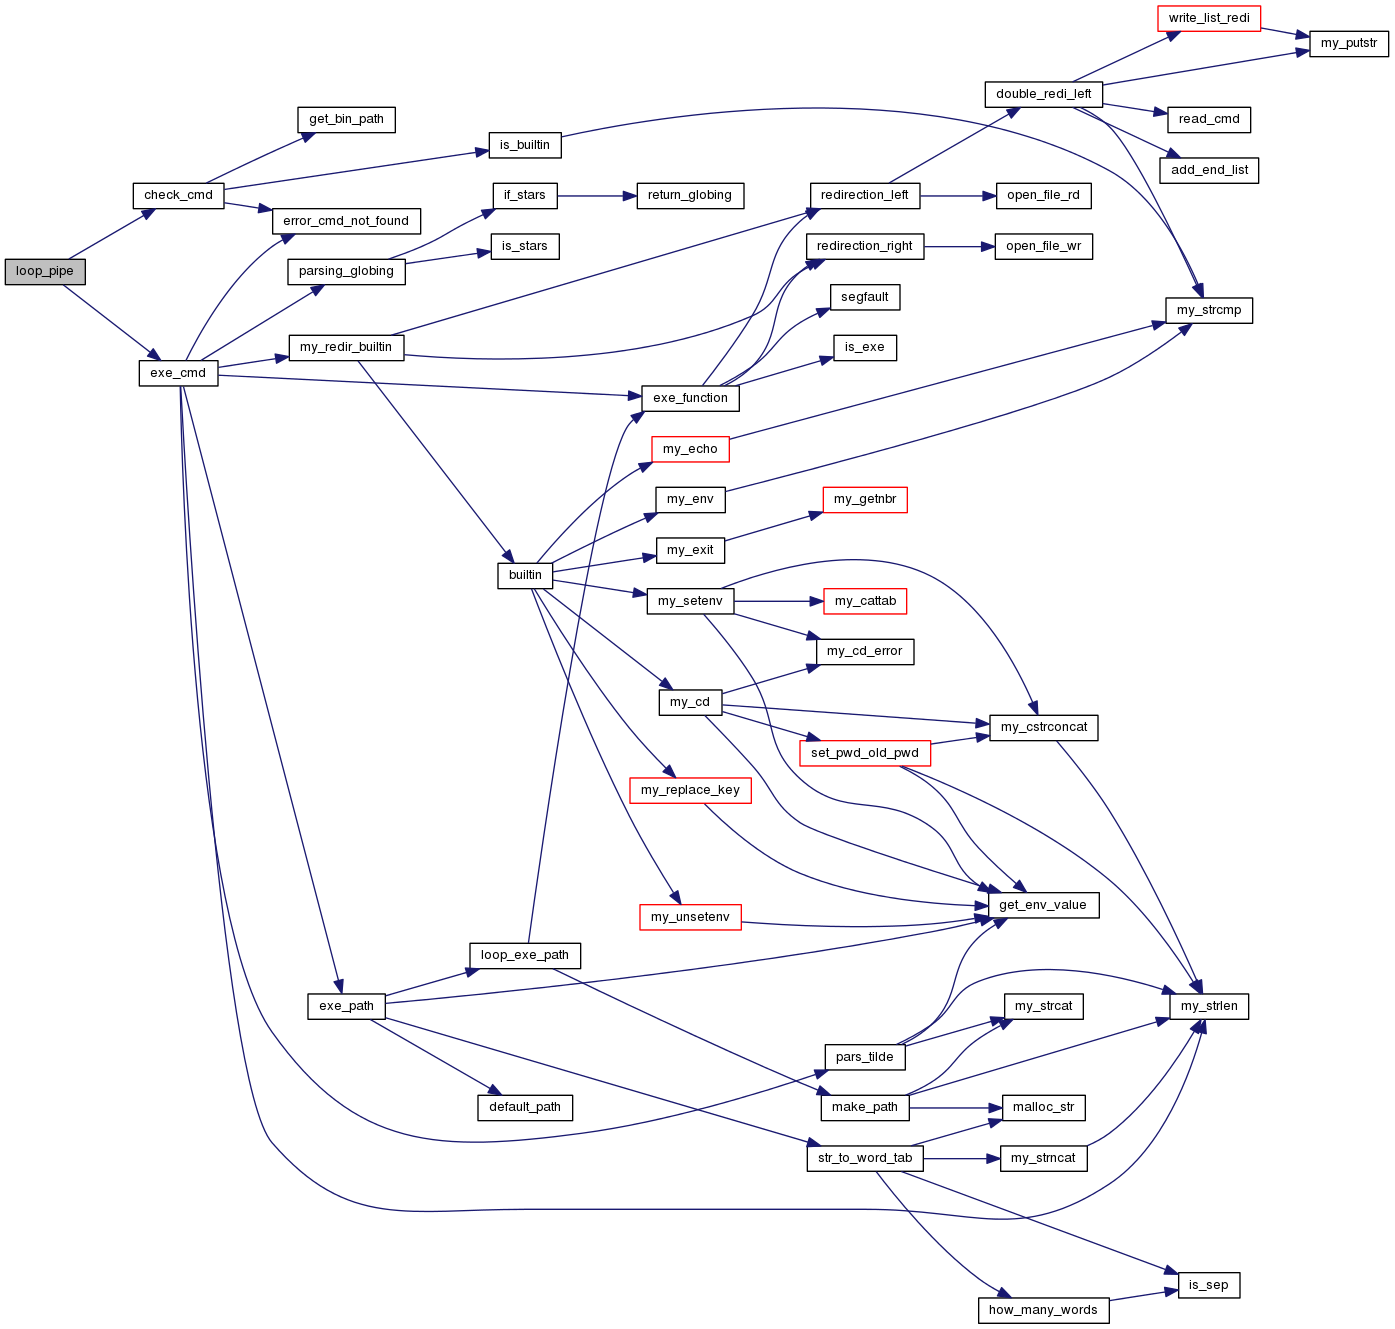 write_list_redi
my_putstr
double_redi_left
get_bin_path
read_cmd
is_builtin
add_end_list
check_cmd
if_stars
return_globing
redirection_left
open_file_rd
error_cmd_not_found
is_stars
redirection_right
open_file_wr
loop_pipe
parsing_globing
segfault
my_strcmp
my_redir_builtin
is_exe
exe_cmd
exe_function
my_echo
my_env
my_getnbr
my_exit
builtin
my_setenv
my_cattab
my_cd_error
my_cd
my_cstrconcat
set_pwd_old_pwd
my_replace_key
get_env_value
my_unsetenv
loop_exe_path
exe_path
my_strcat
my_strlen
pars_tilde
default_path
make_path
malloc_str
str_to_word_tab
my_strncat
is_sep
how_many_words